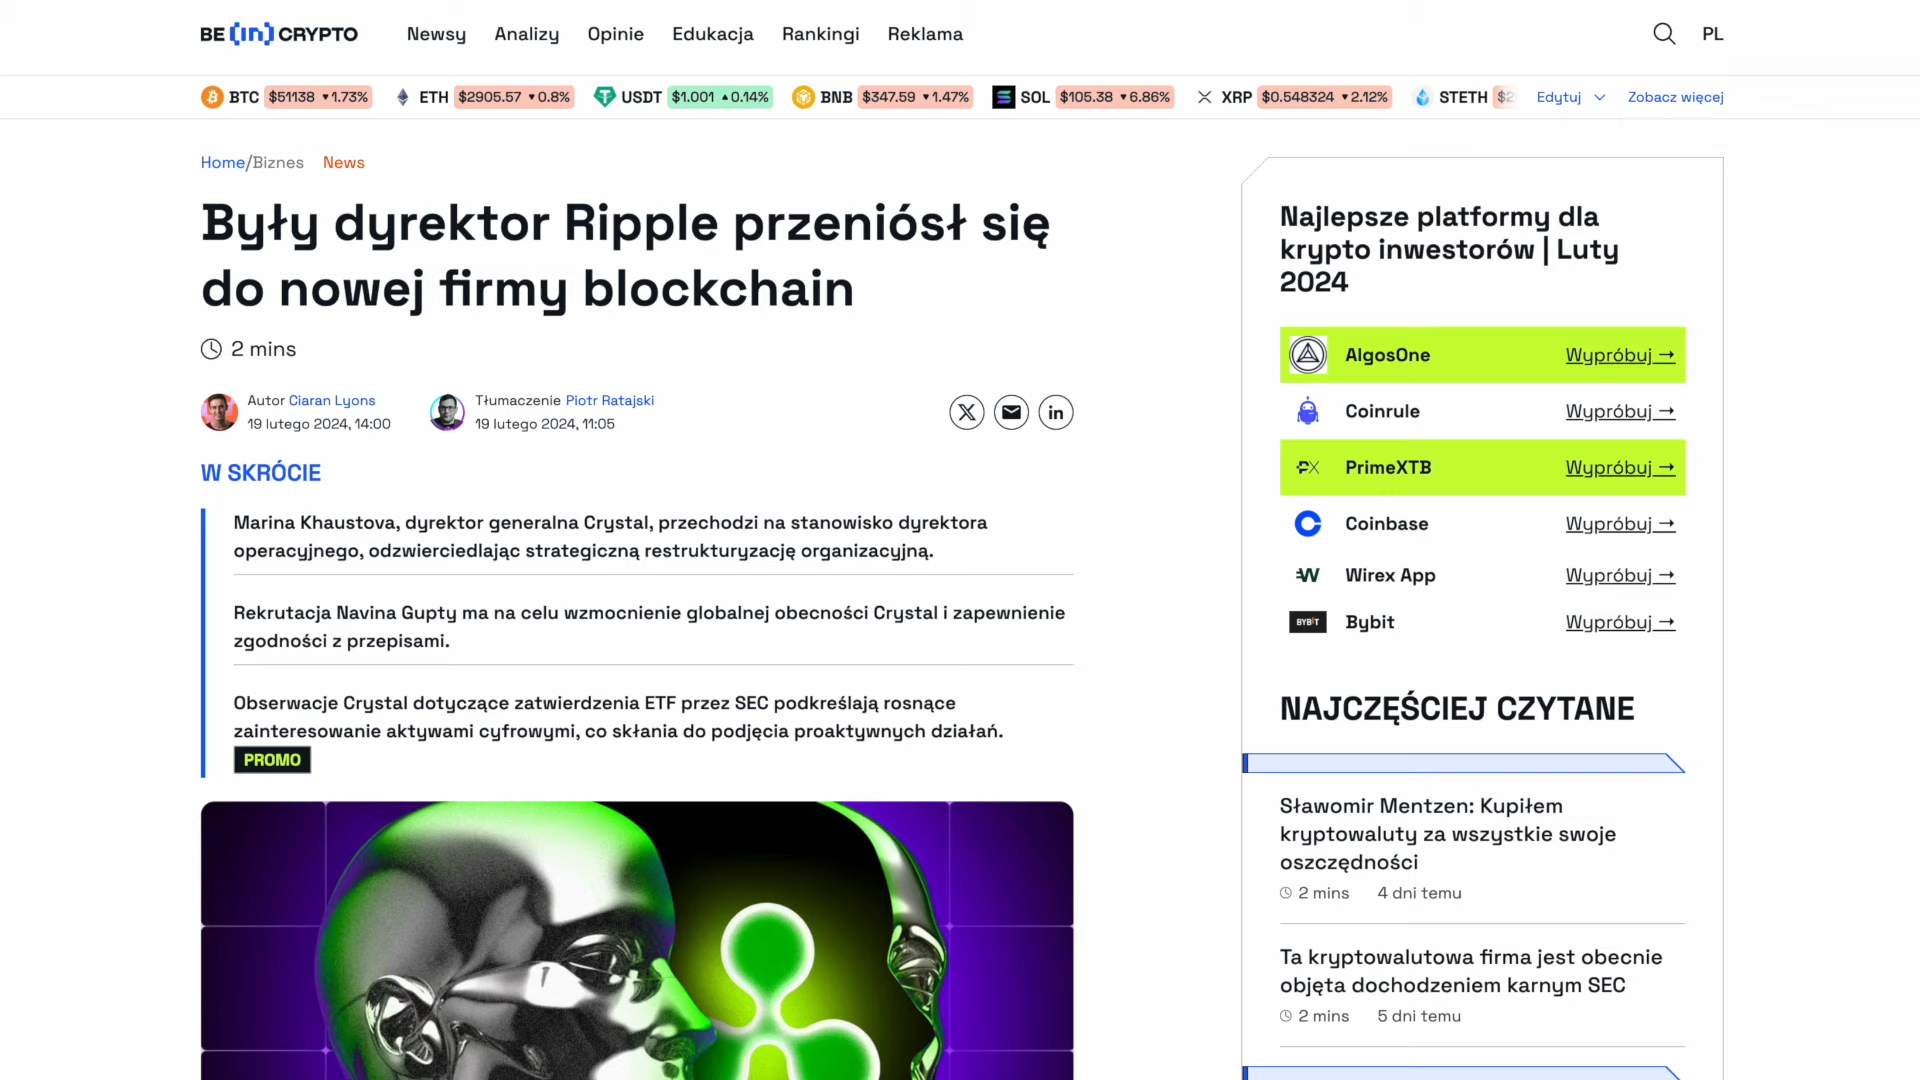 BE [in] CRYPTO
Newsy Analizy Opinie Edukacja Rankingi Reklama
PL
BTC $51138 ▼1.73% ETH $2905.57 ▼0.8% USDT $1.001 ▲0.14% BNB $347.59 ▼1.47% SOL $105.38 ▼6.86% XRP $0.548324 ▼2.12% STETH Edytuj Zobacz więcej
Home/Biznes News
Były dyrektor Ripple przeniósł się
do nowej firmy blockchain
2 mins
Autor Ciaran Lyons
19 lutego 2024, 14:00
Tłumaczenie Piotr Ratajski
19 lutego 2024, 11:05
W SKRÓCIE
Marina Khaustova, dyrektor generalna Crystal, przechodzi na stanowisko dyrektora
operacyjnego, odzwierciedlając strategiczną restrukturyzację organizacyjną.
Rekrutacja Navina Gupty ma na celu wzmocnienie globalnej obecności Crystal i zapewnienie
zgodności z przepisami.
Obserwacje Crystal dotyczące zatwierdzenia ETF przez SEC podkreślają rosnące
zainteresowanie aktywami cyfrowymi, co skłania do podjęcia proaktywnych działań.
PROMO
Najlepsze platformy dla
krypto inwestorów | Luty
2024
AlgosOne Wypróbuj →
Coinrule Wypróbuj →
PrimeXTB Wypróbuj →
Coinbase Wypróbuj →
Wirex App Wypróbuj →
BYBIT Bybit Wypróbuj →
NAJCZĘŚCIEJ CZYTANE
Sławomir Mentzen: Kupiłem
kryptowaluty za wszystkie swoje
oszczędności
2 mins 4 dni temu
Ta kryptowalutowa firma jest obecnie
objęta dochodzeniem karnym SEC
2 mins 5 dni temu